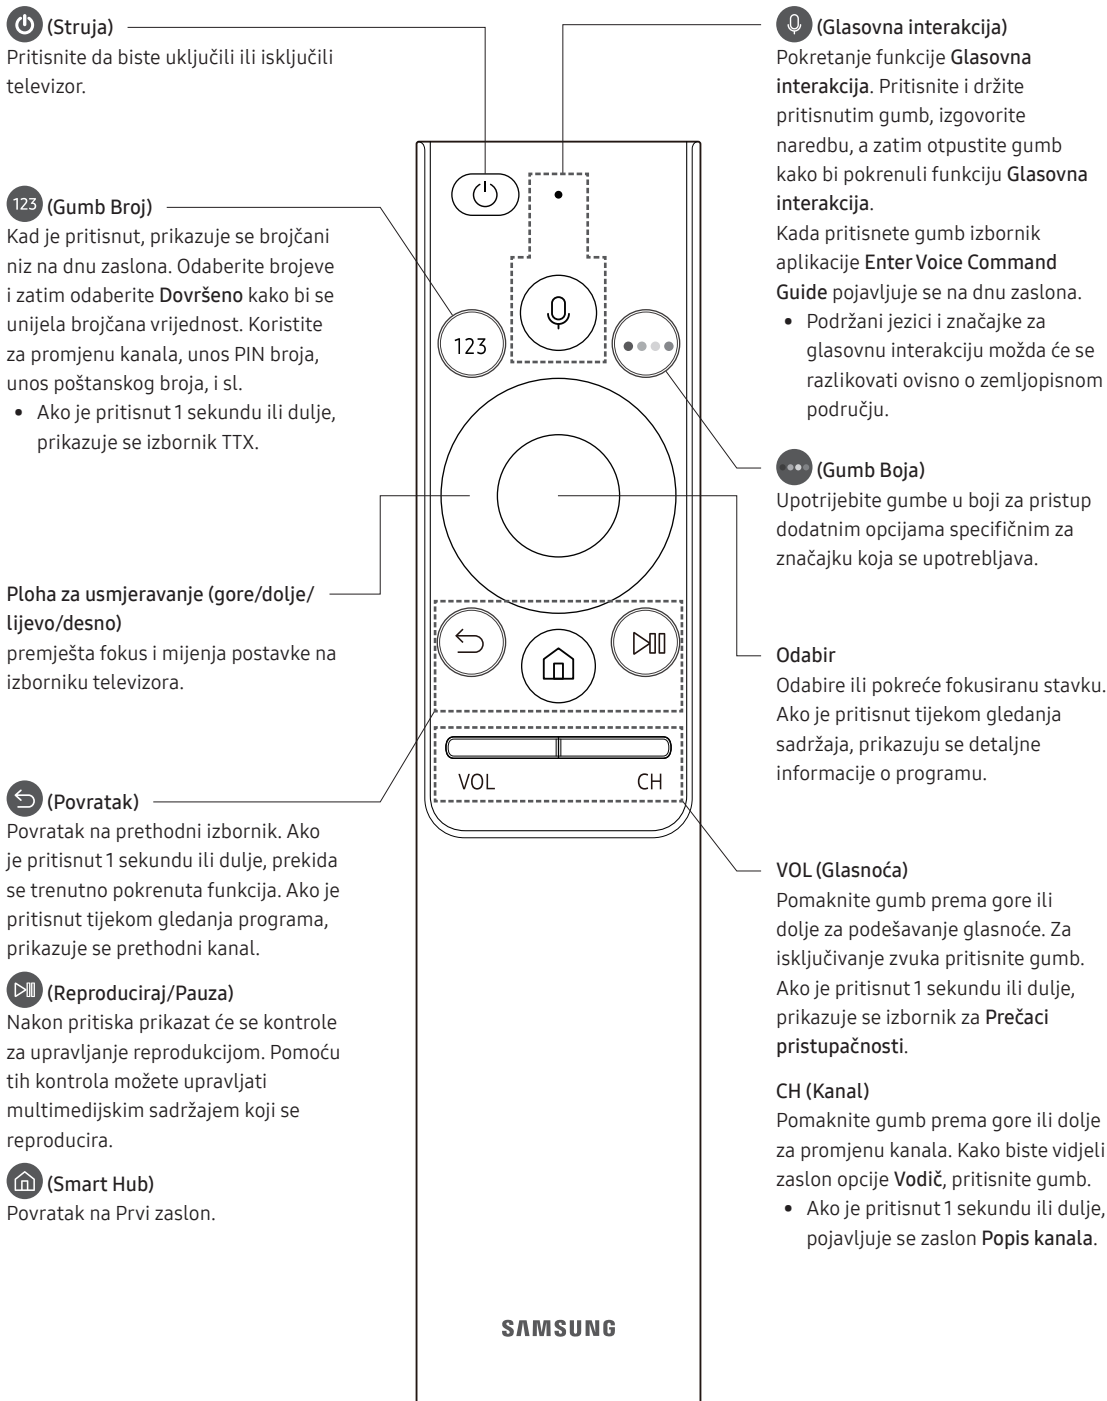 (Struja)
Pritisnite da biste uključili ili isključili
televizor.
123 (Gumb Broj)
Kad je pritisnut, prikazuje se brojčani
niz na dnu zaslona. Odaberite brojeve
i zatim odaberite Dovršeno kako bi se
unijela brojčana vrijednost. Koristite
za promjenu kanala, unos PIN broja,
unos poštanskog broja, i sl.
• Ako je pritisnut 1 sekundu ili dulje,
prikazuje se izbornik TTX.
Ploha za usmjeravanje (gore/dolje/
lijevo/desno)
premješta fokus i mijenja postavke na
izborniku televizora.
(Povratak)
Povratak na prethodni izbornik. Ako
je pritisnut 1 sekundu ili dulje, prekida
se trenutno pokrenuta funkcija. Ako je
pritisnut tijekom gledanja programa,
prikazuje se prethodni kanal.
(Reproduciraj/Pauza)
Nakon pritiska prikazat će se kontrole
za upravljanje reprodukcijom. Pomoću
tih kontrola možete upravljati
multimedijskim sadržajem koji se
reproducira.
(Smart Hub)
Povratak na Prvi zaslon.
123
VOL CH
SAMSUNG
(Glasovna interakcija)
Pokretanje funkcije Glasovna
interakcija. Pritisnite i držite
pritisnutim gumb, izgovorite
naredbu, a zatim otpustite gumb
kako bi pokrenuli funkciju Glasovna
interakcija.
Kada pritisnete gumb izbornik
aplikacije Enter Voice Command
Guide pojavljuje se na dnu zaslona.
• Podržani jezici i značajke za
glasovnu interakciju možda će se
razlikovati ovisno o zemljopisnom
području.
(Gumb Boja)
Upotrijebite gumbe u boji za pristup
dodatnim opcijama specifičnim za
značajku koja se upotrebljava.
Odabir
Odabire ili pokreće fokusiranu stavku.
Ako je pritisnut tijekom gledanja
sadržaja, prikazuju se detaljne
informacije o programu.
VOL (Glasnoća)
Pomaknite gumb prema gore ili
dolje za podešavanje glasnoće. Za
isključivanje zvuka pritisnite gumb.
Ako je pritisnut 1 sekundu ili dulje,
prikazuje se izbornik za Prečaci
pristupačnosti.
CH (Kanal)
Pomaknite gumb prema gore ili dolje
za promjenu kanala. Kako biste vidjeli
zaslon opcije Vodič, pritisnite gumb.
• Ako je pritisnut 1 sekundu ili dulje,
pojavljuje se zaslon Popis kanala.